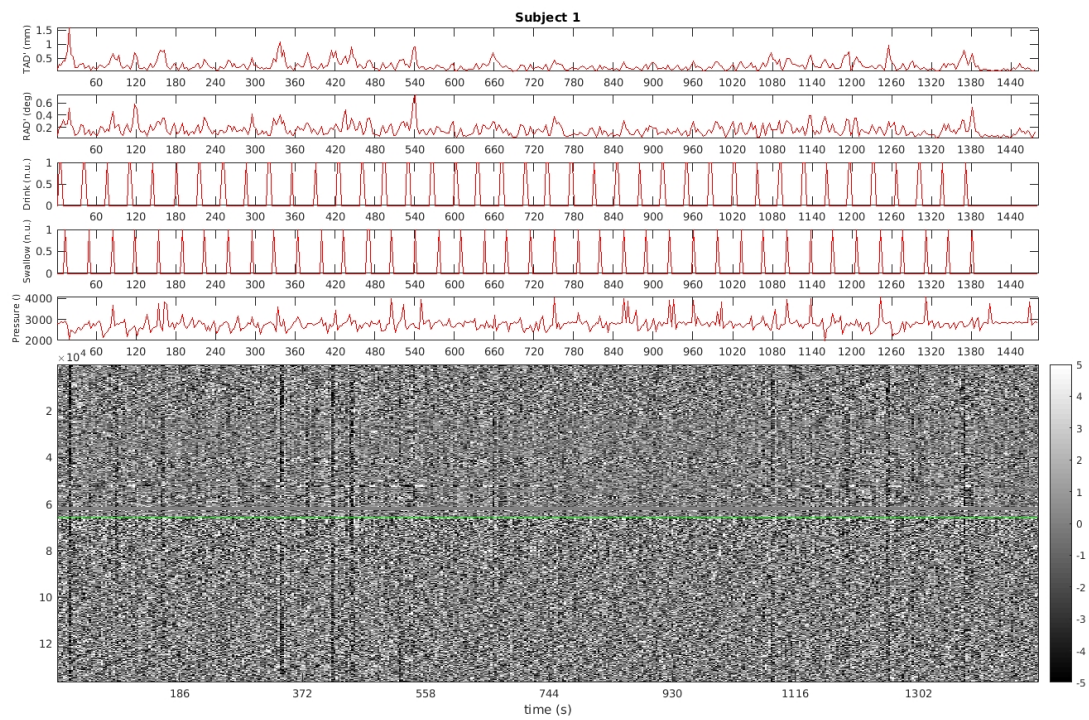 Subject 1
TAD' (mm)
1.5
1
0.5
60 120 180 240 300 360 420 480 540 600 660 720 780 840 900 960 1020 1080 1140 1200 1260 1320 1380 1440
RAD' (deg)
0.6
0.4
0.2
60 120 180 240 300 360 420 480 540 600 660 720 780 840 900 960 1020 1080 1140 1200 1260 1320 1380 1440
Drink (n.u.)
1
0.5
0
60 120 180 240 300 360 420 480 540 600 660 720 780 840 900 960 1020 1080 1140 1200 1260 1320 1380 1440
Swallow (n.u.)
1
0.5
0
60 120 180 240 300 360 420 480 540 600 660 720 780 840 900 960 1020 1080 1140 1200 1260 1320 1380 1440
Pressure ()
4000
3000
2000
60 120 180 240 300 360 420 480 540 600 660 720 780 840 900 960 1020 1080 1140 1200 1260 1320 1380 1440
×10⁴
2
4
6
8
10
12
5
4
3
2
1
0
-1
-2
-3
-4
-5
186 372 558 744 930 1116 1302
time (s)